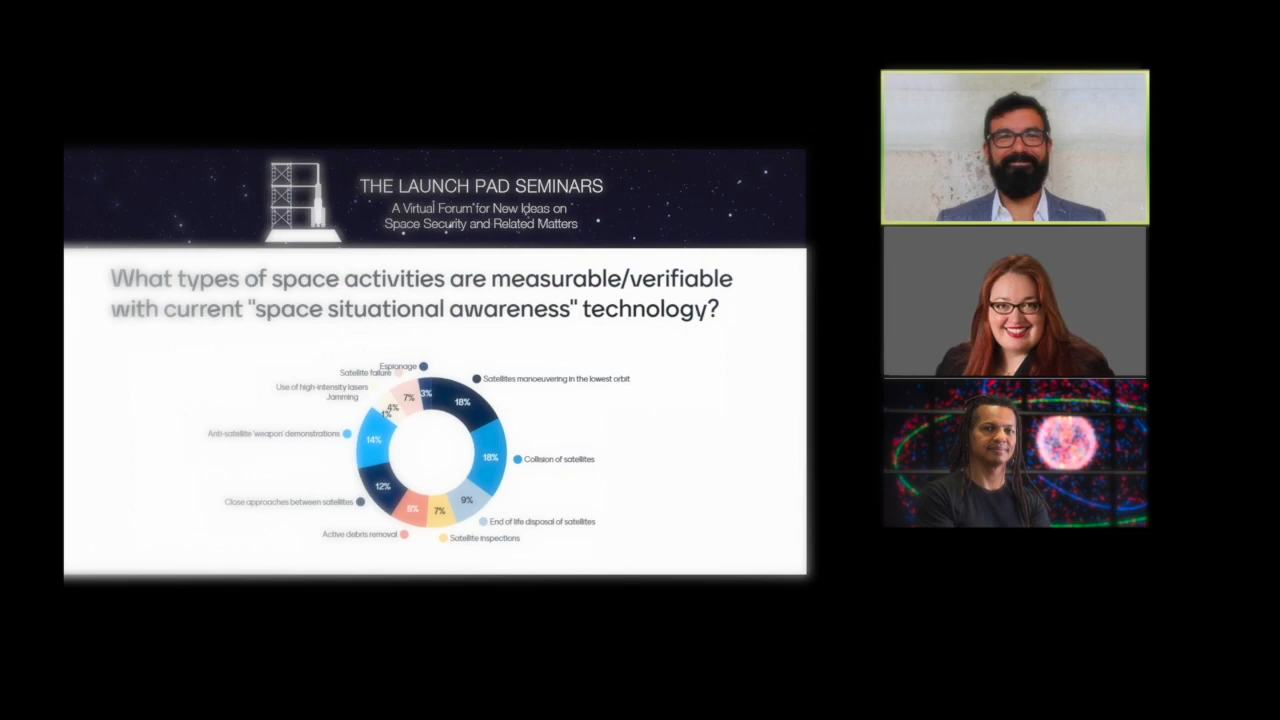 THE LAUNCH PAD SEMINARS
A Virtual Forum for New Ideas on
Space Security and Related Matters
What types of space activities are measurable/verifiable
with current "space situational awareness" technology?
Espionage
Satellite failure
Use of high-intensity lasers
Jamming
Satellites manoeuvering in the lowest orbit
3%
7%
4%
1%
18%
Anti-satellite 'weapon' demonstrations
14%
18%
Collision of satellites
12%
9%
Close approaches between satellites
8%
7%
End of life disposal of satellites
Active debris removal
Satellite inspections